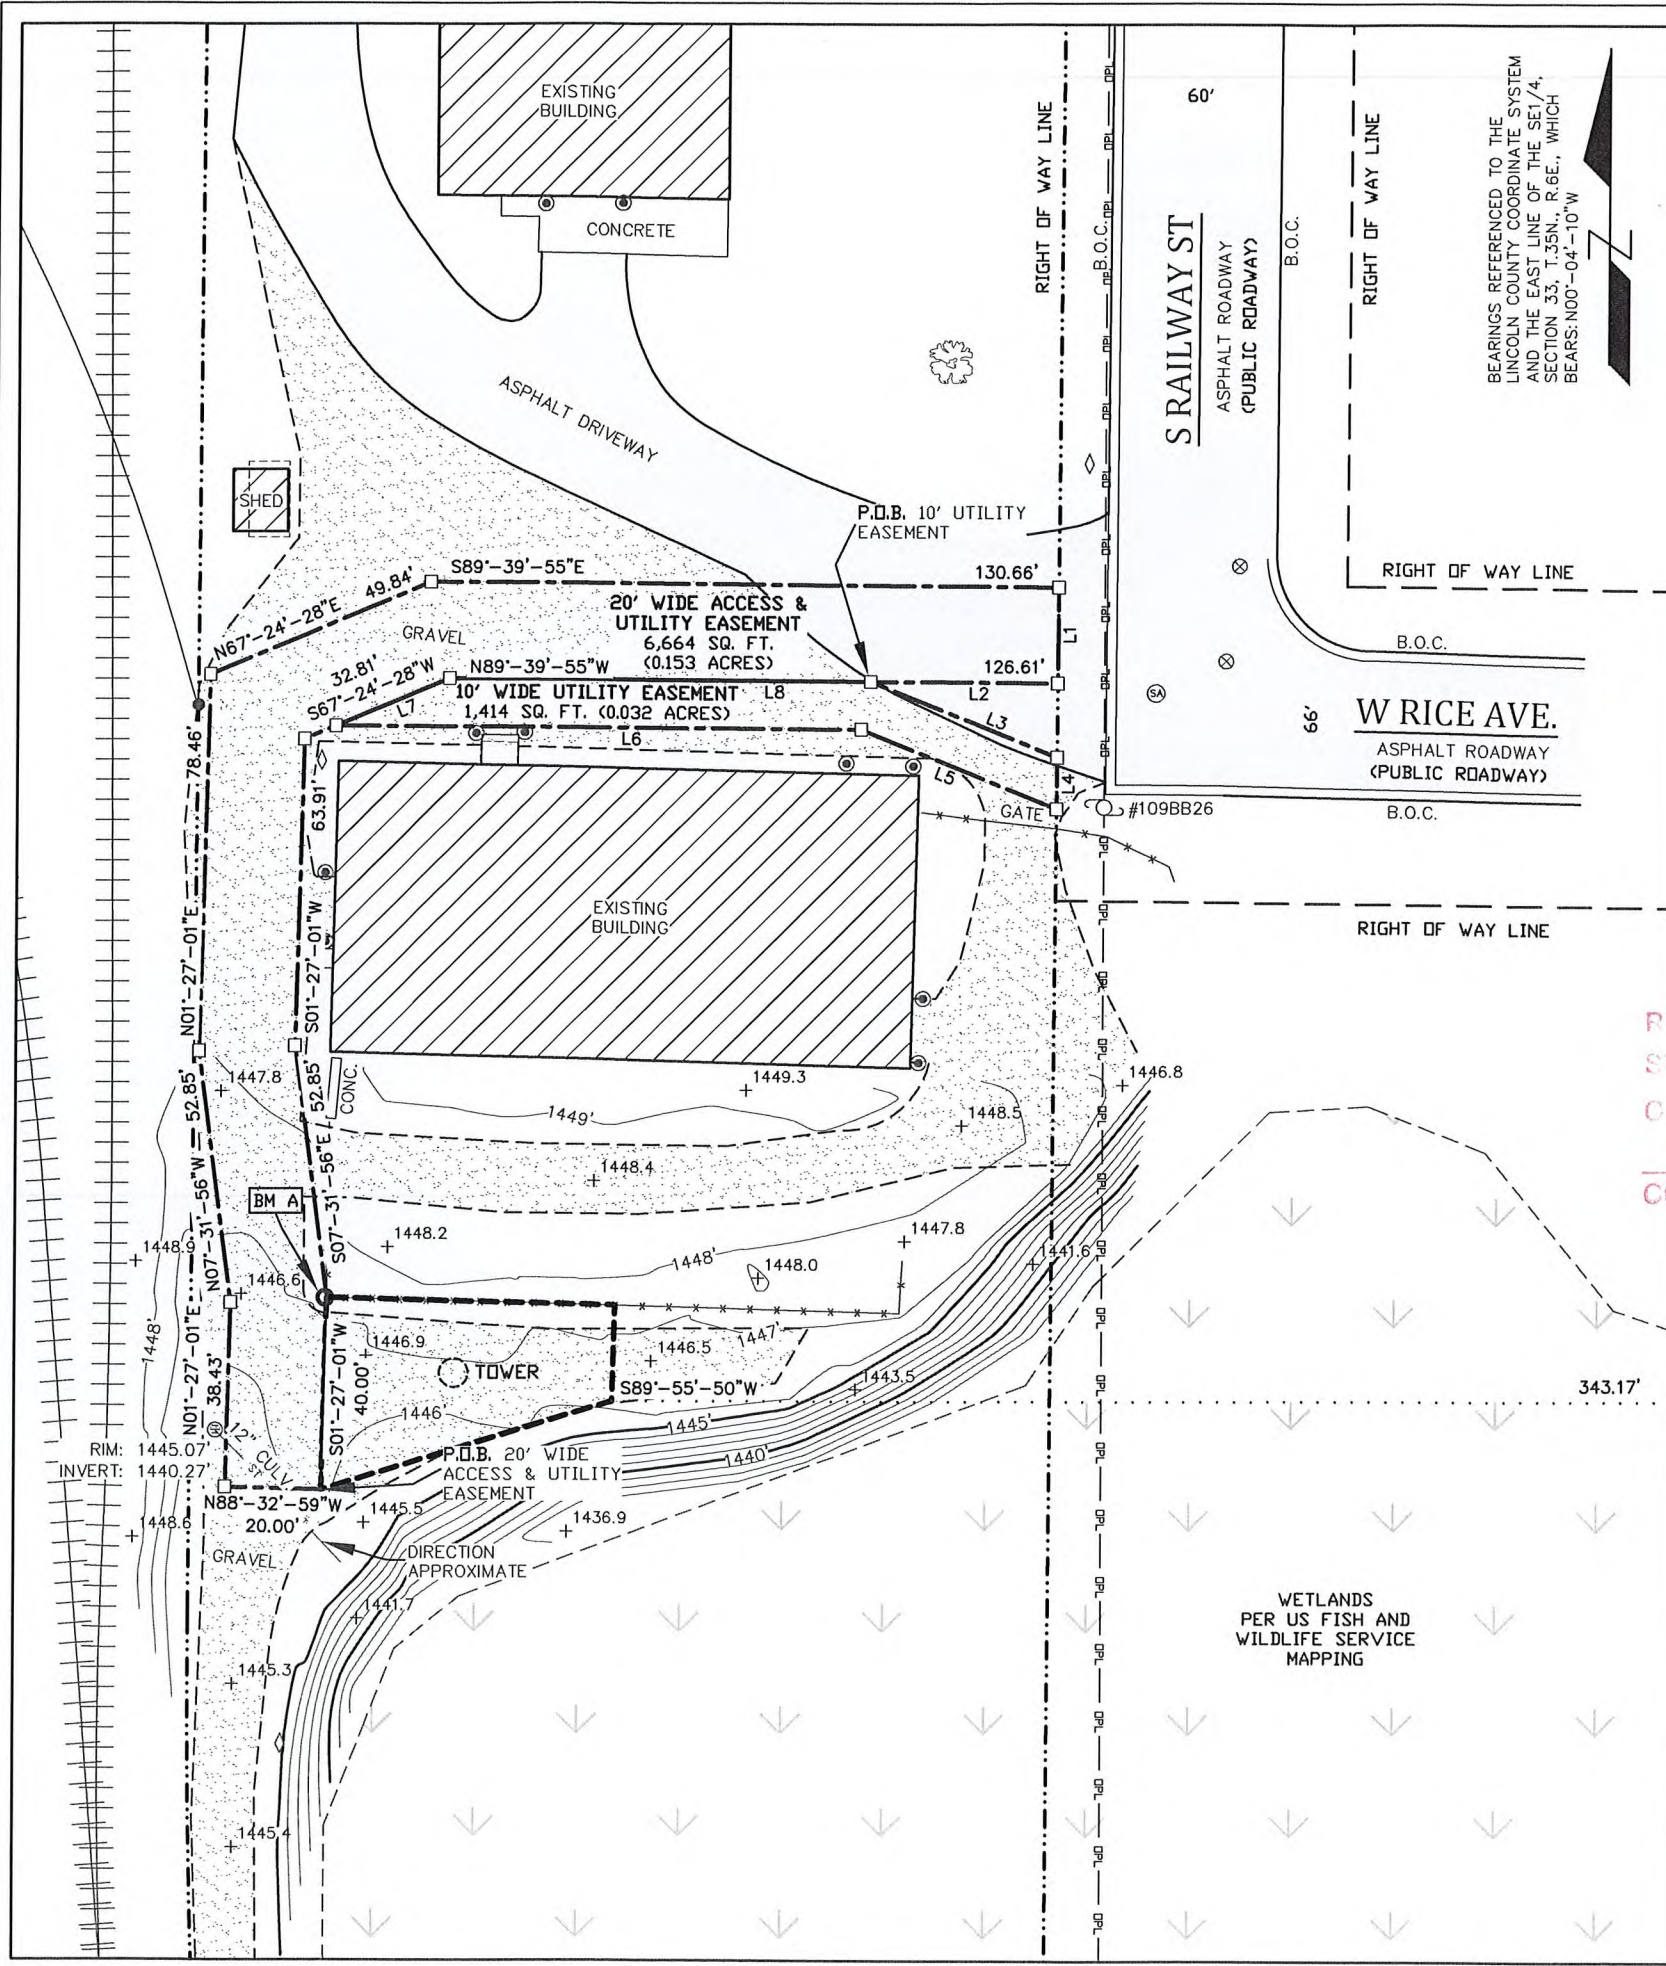 EXISTING
BUILDING
CONCRETE
ASPHALT DRIVEWAY
SHED
RIGHT OF WAY LINE
B.O.C.
OPL
60'
S RAILWAY ST
ASPHALT ROADWAY
(PUBLIC ROADWAY)
B.O.C.
RIGHT OF WAY LINE
BEARINGS REFERENCED TO THE
LINCOLN COUNTY COORDINATE SYSTEM
AND THE EAST LINE OF THE SE1/4,
SECTION 33, T.35N., R.6E., WHICH
BEARS: N00°-04'-10"W
P.O.B. 10' UTILITY
EASEMENT
RIGHT OF WAY LINE
B.O.C.
66'
W RICE AVE.
ASPHALT ROADWAY
(PUBLIC ROADWAY)
B.O.C.
SA
#109BB26
RIGHT OF WAY LINE
S89°-39'-55"E
130.66'
N67°-24'-28"E
49.84'
GRAVEL
20' WIDE ACCESS &
UTILITY EASEMENT
6,664 SQ. FT.
(0.153 ACRES)
L1
32.81'
S67°-24'-28"W
N89°-39'-55"W
126.61'
L2
10' WIDE UTILITY EASEMENT
L8
1,414 SQ. FT. (0.032 ACRES)
L7
L3
L6
L5
L4
GATE
78.46'
N01°-27'-01"E
63.91'
S01°-27'-01"W
EXISTING
BUILDING
52.85'
N07°-31'-56"W
52.85'
S07°-31'-56"E
CONC.
1447.8
1449.3
1449'
1448.5
1446.8
1448.4
BM A
1448.2
1447.8
1448'
1448.0
1441.6
1448.9
1446.6
1448'
1446.9
1447'
1446.5
TOWER
S89°-55'-50"W
1443.5
343.17'
N01°-27'-01"E
38.43'
S01°-27'-01"W
40.00'
1446'
1445'
1440'
12" CULV
ST
RIM: 1445.07'
INVERT: 1440.27'
P.O.B. 20' WIDE
ACCESS & UTILITY
EASEMENT
N88°-32'-59"W
20.00'
1445.5
1436.9
1448.6
GRAVEL
DIRECTION
APPROXIMATE
1441.7
1445.3
1445.4
WETLANDS
PER US FISH AND
WILDLIFE SERVICE
MAPPING
R
S